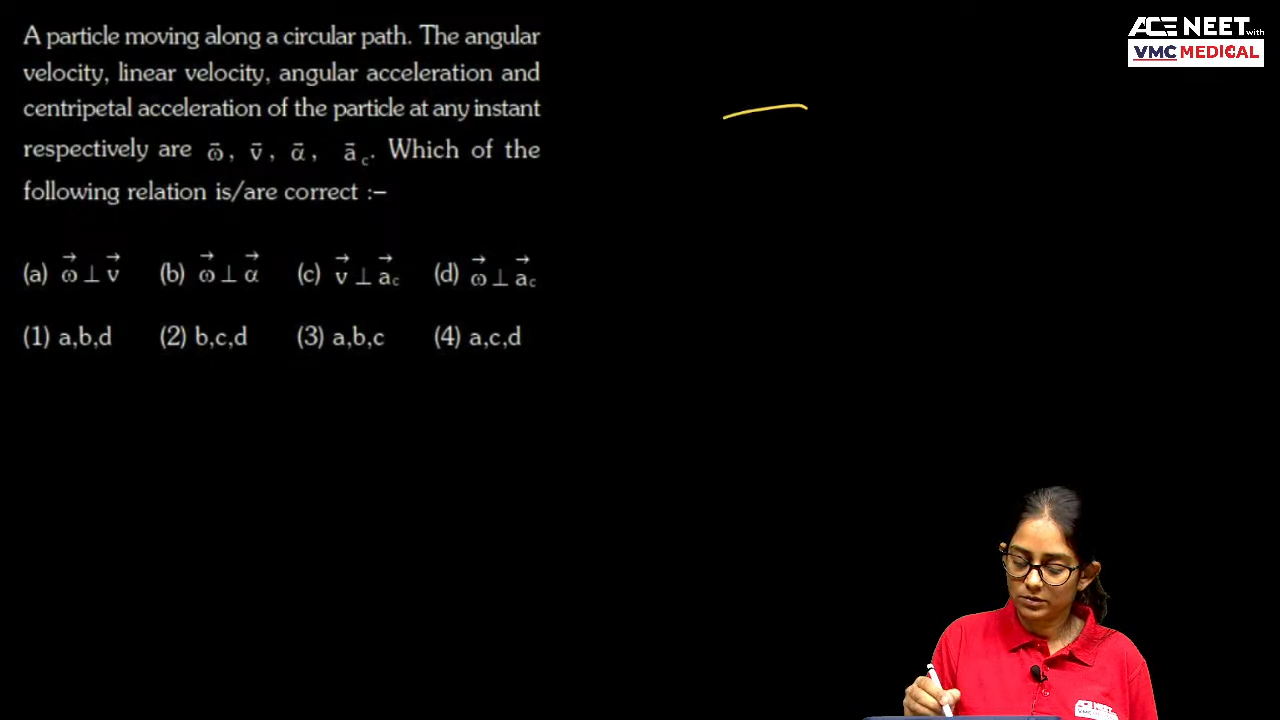 A particle moving along a circular path. The angular
velocity, linear velocity, angular acceleration and
centripetal acceleration of the particle at any instant
respectively are ω⃗, v⃗, α⃗, a⃗c. Which of the
following relation is/are correct :–
(a) ω⃗ ⊥ v⃗ (b) ω⃗ ⊥ α⃗ (c) v⃗ ⊥ a⃗c (d) ω⃗ ⊥ a⃗c
(1) a,b,d (2) b,c,d (3) a,b,c (4) a,c,d
ACE NEET with
VMC MEDICAL
ACE NEET